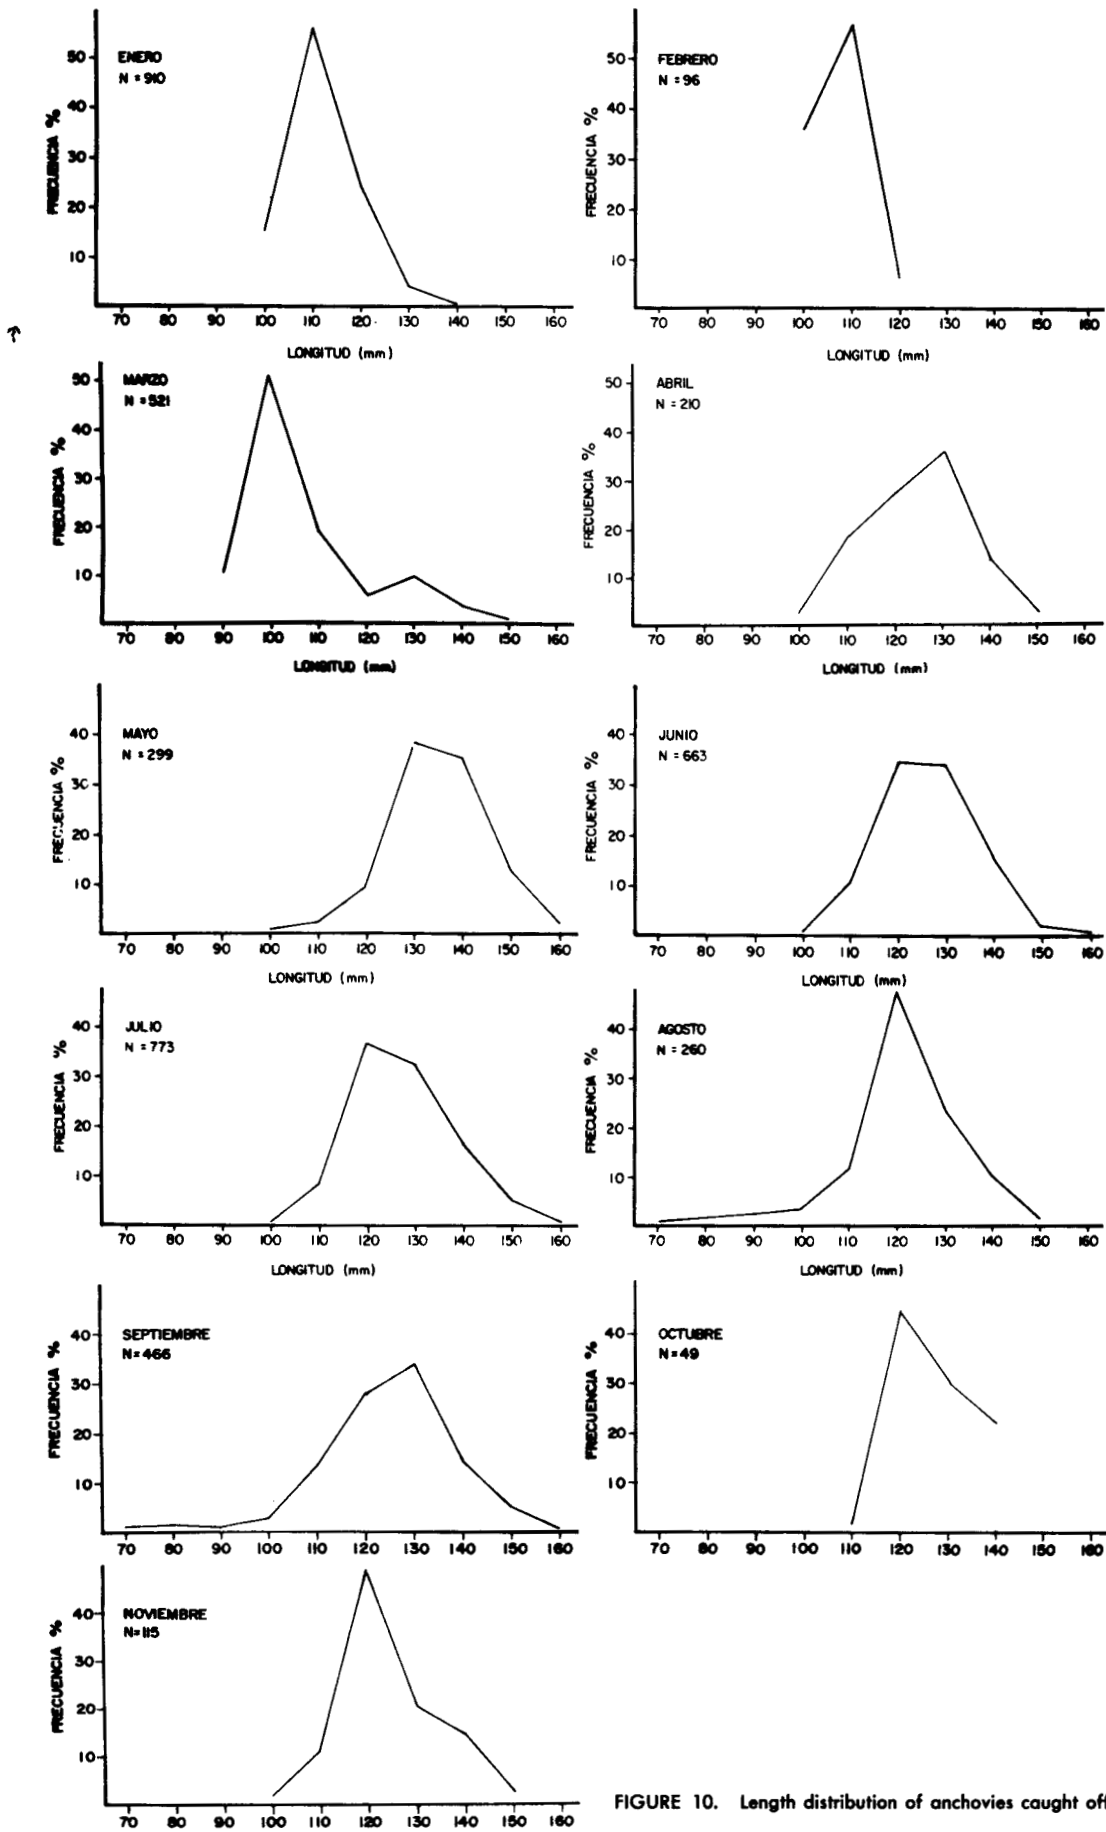 ENERO
N = 910
FRECUENCIA %
50
40
30
20
10
70 80 90 100 110 120 130 140 150 160
LONGITUD (mm)
FEBRERO
N = 96
FRECUENCIA %
50
40
30
20
10
70 80 90 100 110 120 130 140 150 160
LONGITUD (mm)
MARZO
N = 521
FRECUENCIA %
50
40
30
20
10
70 80 90 100 110 120 130 140 150 160
LONGITUD (mm)
ABRIL
N = 210
FRECUENCIA %
50
40
30
20
10
70 80 90 100 110 120 130 140 150 160
LONGITUD (mm)
MAYO
N = 299
FRECUENCIA %
40
30
20
10
70 80 90 100 110 120 130 140 150 160
LONGITUD (mm)
JUNIO
N = 663
FRECUENCIA %
40
30
20
10
70 80 90 100 110 120 130 140 150 160
LONGITUD (mm)
JULIO
N = 773
FRECUENCIA %
40
30
20
10
70 80 90 100 110 120 130 140 150 160
LONGITUD (mm)
AGOSTO
N = 260
FRECUENCIA %
40
30
20
10
70 80 90 100 110 120 130 140 150 160
LONGITUD (mm)
SEPTIEMBRE
N=466
FRECUENCIA %
40
30
20
10
70 80 90 100 110 120 130 140 150 160
OCTUBRE
N=49
FRECUENCIA %
40
30
20
10
70 80 90 100 110 120 130 140 150 160
NOVIEMBRE
N=115
FRECUENCIA %
40
30
20
10
70 80 90 100 110 120 130 140 150 160
FIGURE 10. Length distribution of anchovies caught off